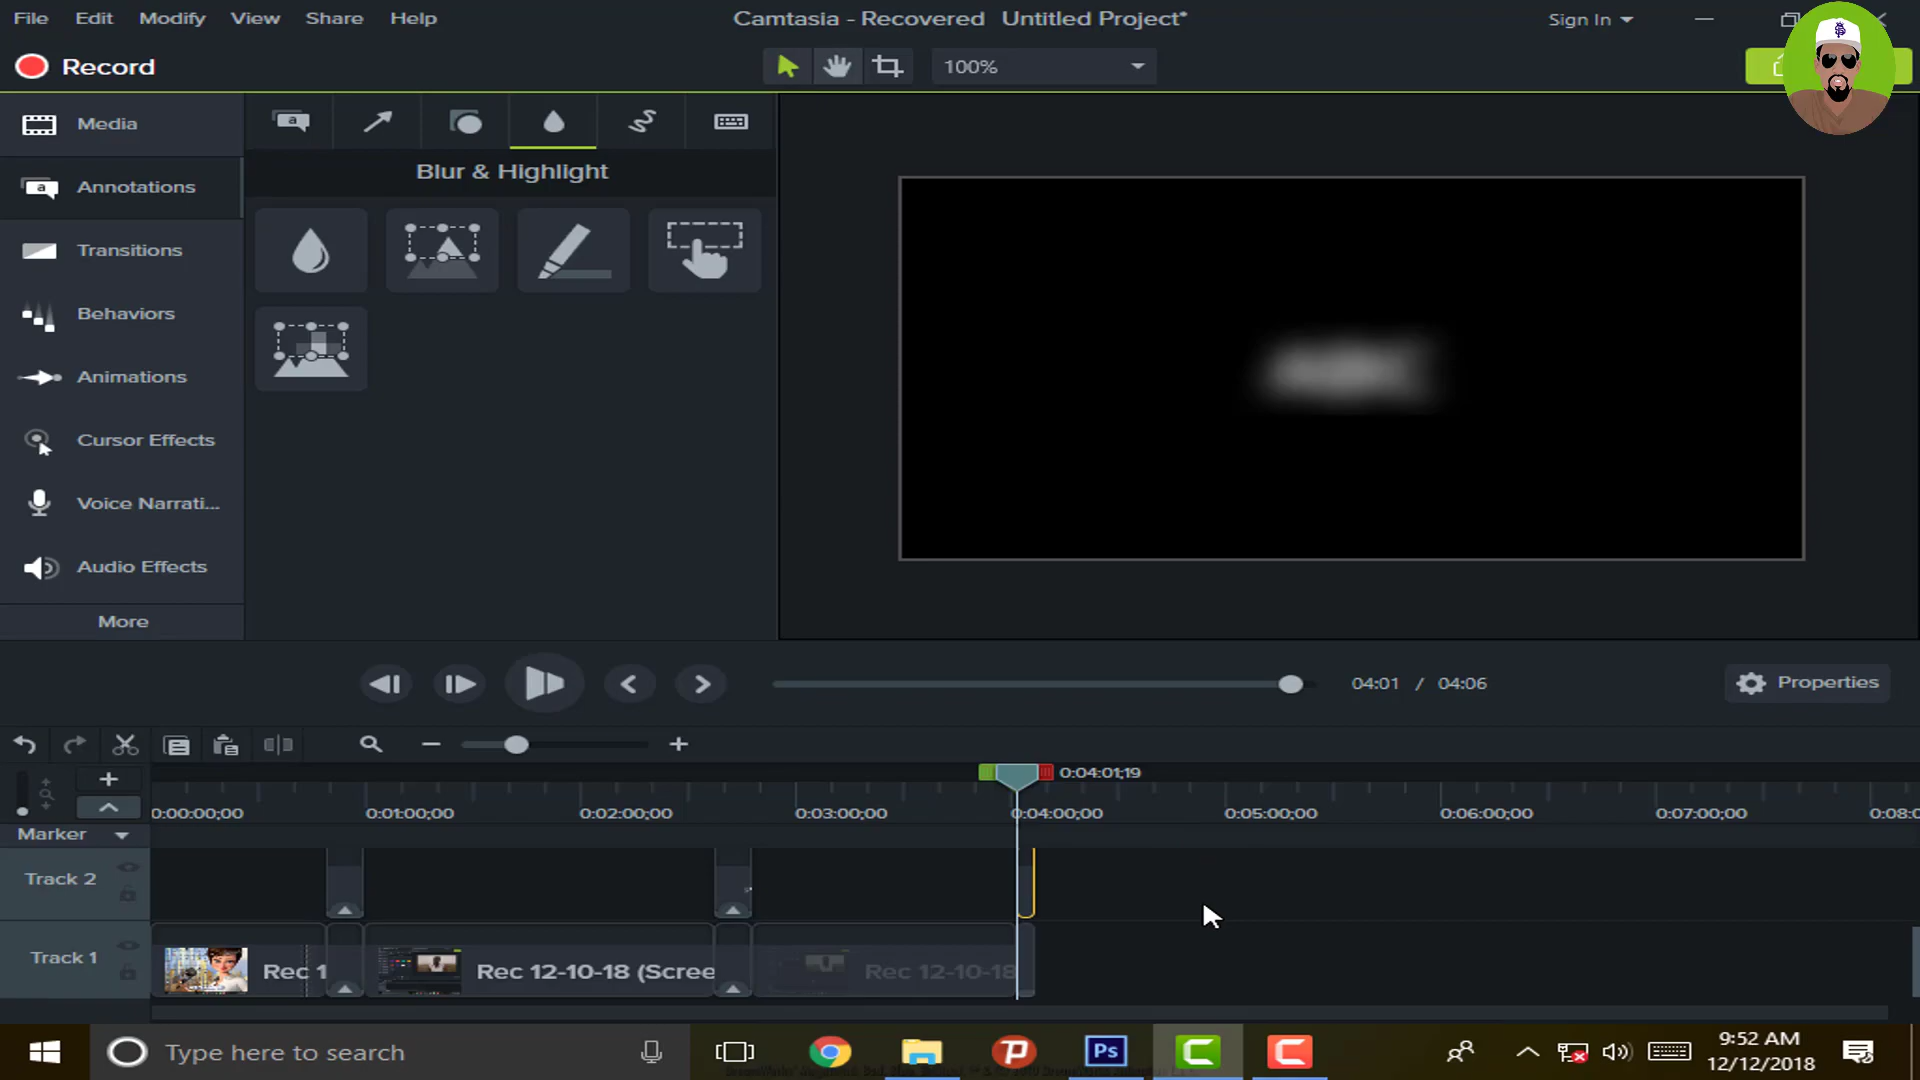 File Edit Modify View Share Help
Camtasia - Recovered Untitled Project*
Sign In
Record
100%
Media
Annotations
Transitions
Behaviors
Animations
Cursor Effects
Voice Narrati...
Audio Effects
More
Blur & Highlight
04:01 / 04:06
Properties
0:04:01;19
0:00:00;00 0:01:00;00 0:02:00;00 0:03:00;00 0:04:00;00 0:05:00;00 0:06:00;00 0:07:00;00 0:08:0
Marker
Track 2
Track 1
Rec 1
Rec 12-10-18 (Scree
Rec 12-10-18
Type here to search
Ps
9:52 AM
12/12/2018